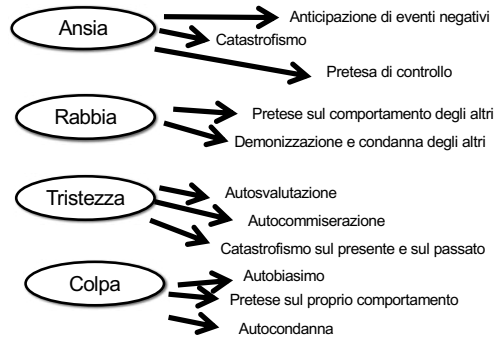 Ansia
Anticipazione di eventi negativi
Catastrofismo
Pretesa di controllo
Rabbia
Pretese sul comportamento degli altri
Demonizzazione e condanna degli altri
Tristezza
Autosvalutazione
Autocommiserazione
Catastrofismo sul presente e sul passato
Colpa
Autobiasimo
Pretese sul proprio comportamento
Autocondanna